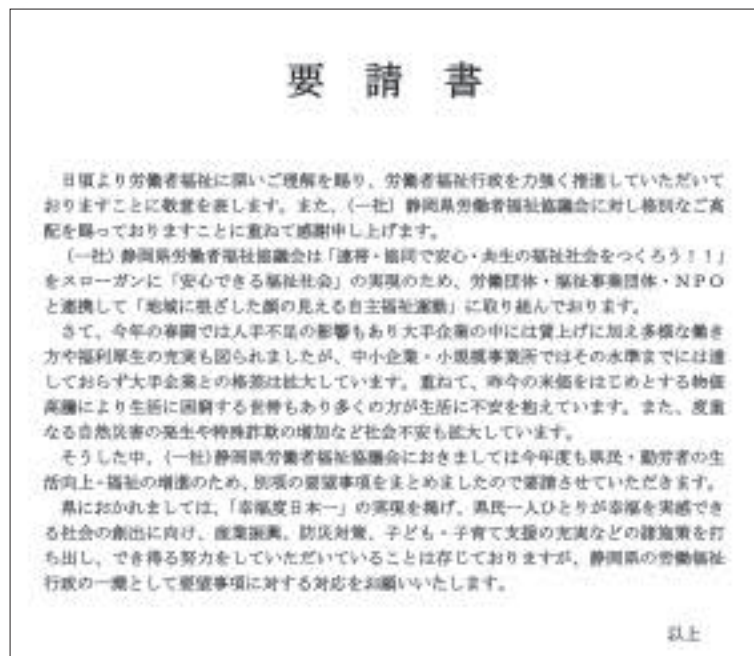 要請書
日頃より労働者福祉に深いご理解を賜り、労働者福祉行政を力強く推進していただいて
おりますことに敬意を表します。また、（一社）静岡県労働者福祉協議会に対し格別なご高
配を賜っておりますことに重ねて感謝申し上げます。
（一社）静岡県労働者福祉協議会は「連帯・協同で安心・共生の福祉社会をつくろう！！」
をスローガンに「安心できる福祉社会」の実現のため、労働団体・福祉事業団体・ＮＰＯ
と連携して「地域に根ざした顔の見える自主福祉運動」に取り組んでおります。
さて、今年の春闘では人手不足の影響もあり大手企業の中には賃上げに加え多様な働き
方や福利厚生の充実も図られましたが、中小企業・小規模事業所ではその水準までには達
しておらず大手企業との格差は拡大しています。重ねて、昨今の米価をはじめとする物価
高騰により生活に困窮する世帯もあり多くの方が生活に不安を抱えています。また、度重
なる自然災害の発生や特殊詐欺の増加など社会不安も拡大しています。
そうした中、（一社）静岡県労働者福祉協議会におきましては今年度も県民・勤労者の生
活向上・福祉の増進のため、別項の要望事項をまとめましたので要請させていただきます。
県におかれましては、「幸福度日本一」の実現を掲げ、県民一人ひとりが幸福を実感でき
る社会の創出に向け、産業振興、防災対策、子ども・子育て支援の充実などの諸施策を打
ち出し、でき得る努力をしていただいていることは存じておりますが、静岡県の労働福祉
行政の一環として要望事項に対する対応をお願いいたします。
以上